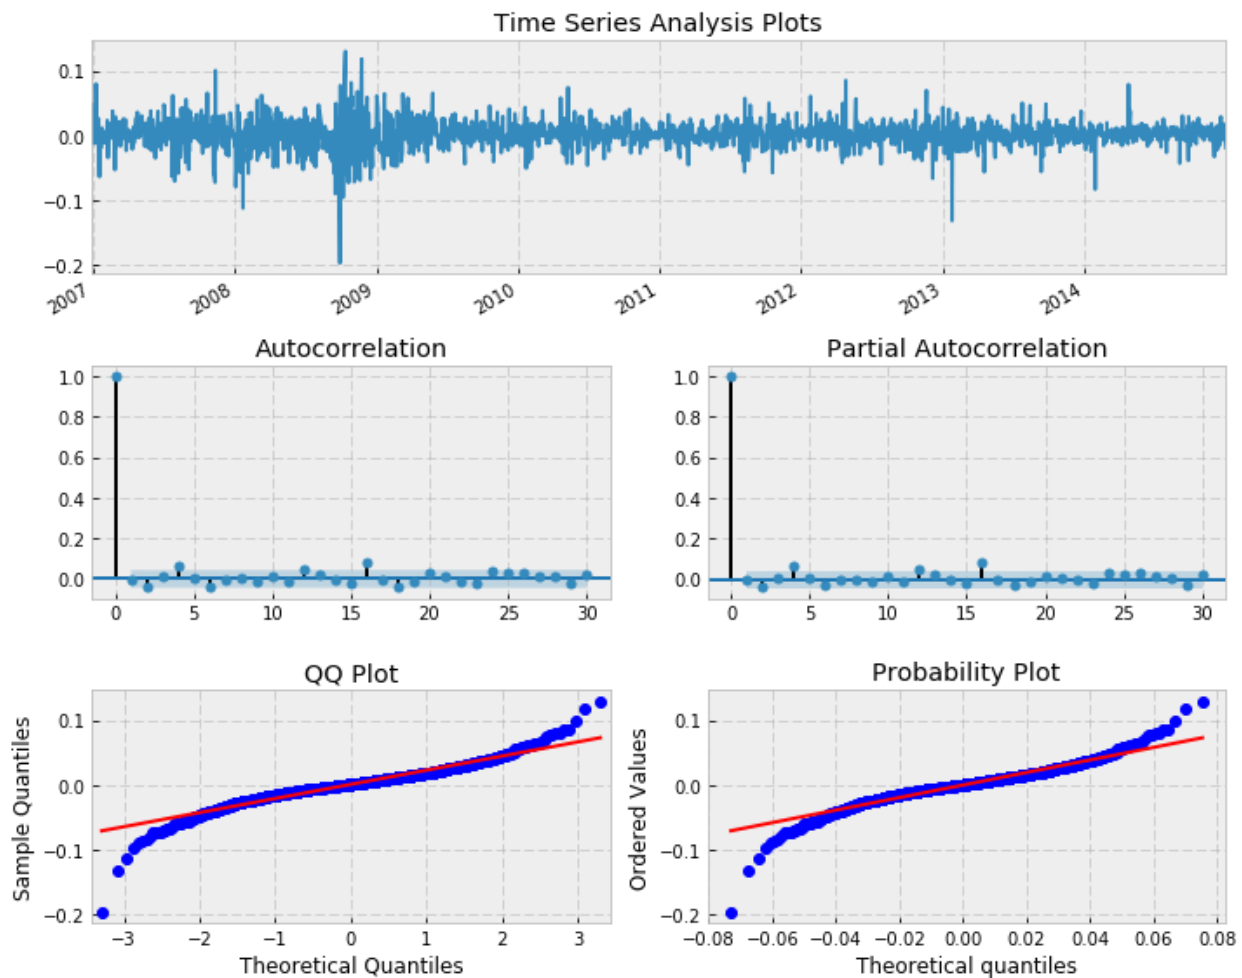 Time Series Analysis Plots
0.1
0.0
−0.1
−0.2
2007 2008 2009 2010 2011 2012 2013 2014
Autocorrelation
1.0
0.8
0.6
0.4
0.2
0.0
0 5 10 15 20 25 30
Partial Autocorrelation
1.0
0.8
0.6
0.4
0.2
0.0
0 5 10 15 20 25 30
QQ Plot
Sample Quantiles
0.1
0.0
−0.1
−0.2
−3 −2 −1 0 1 2 3
Theoretical Quantiles
Probability Plot
Ordered Values
0.1
0.0
−0.1
−0.2
−0.08 −0.06 −0.04 −0.02 0.00 0.02 0.04 0.06 0.08
Theoretical quantiles